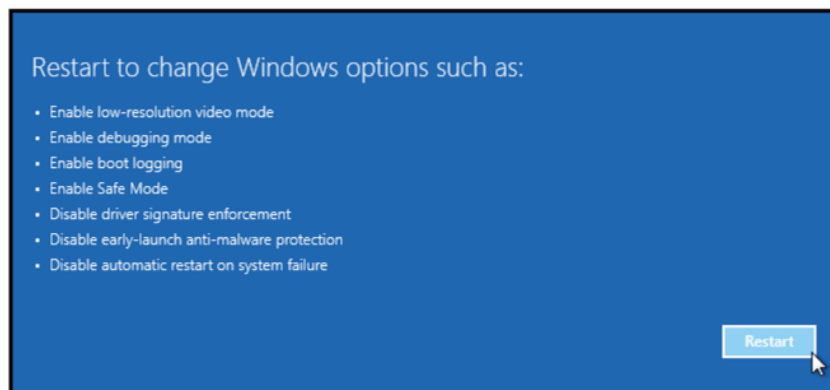 Restart to change Windows options such as:
• Enable low-resolution video mode
• Enable debugging mode
• Enable boot logging
• Enable Safe Mode
• Disable driver signature enforcement
• Disable early-launch anti-malware protection
• Disable automatic restart on system failure
Restart